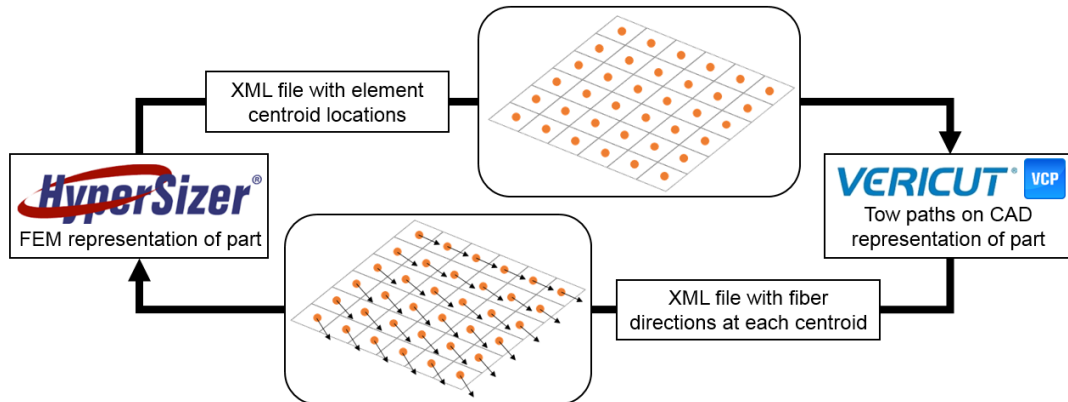 XML file with element
centroid locations
HyperSizer®
FEM representation of part
VERICUT® VCP
Tow paths on CAD
representation of part
XML file with fiber
directions at each centroid